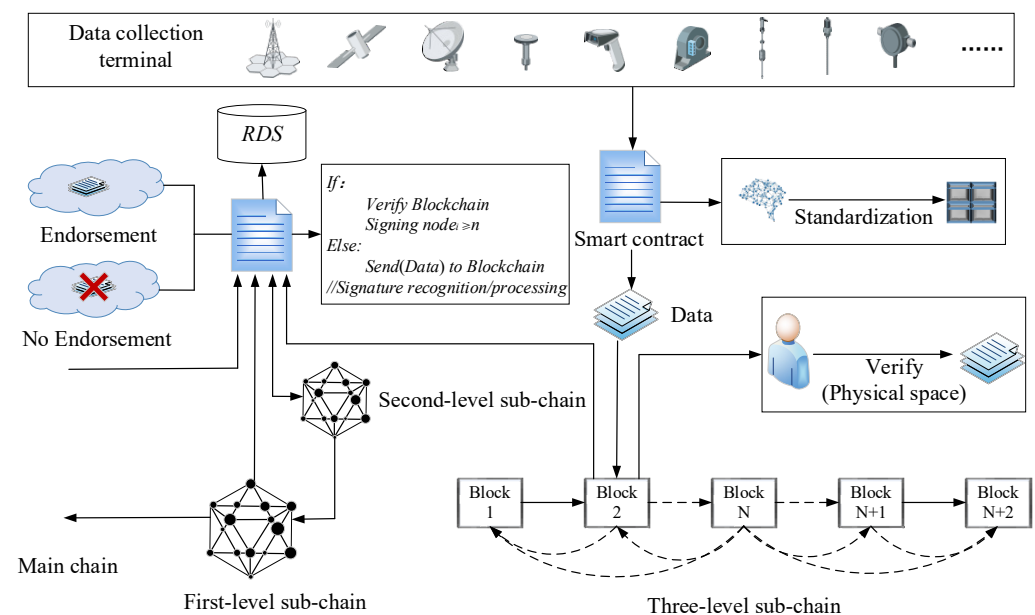 Data collection
terminal
......
RDS
Endorsement
No Endorsement
If：
Verify Blockchain
Signing nodeᵢ≥n
Else:
Send(Data) to Blockchain
//Signature recognition/processing
Smart contract
Standardization
Data
Verify
(Physical space)
Second-level sub-chain
Block
1
Block
2
Block
N
Block
N+1
Block
N+2
Main chain
First-level sub-chain
Three-level sub-chain